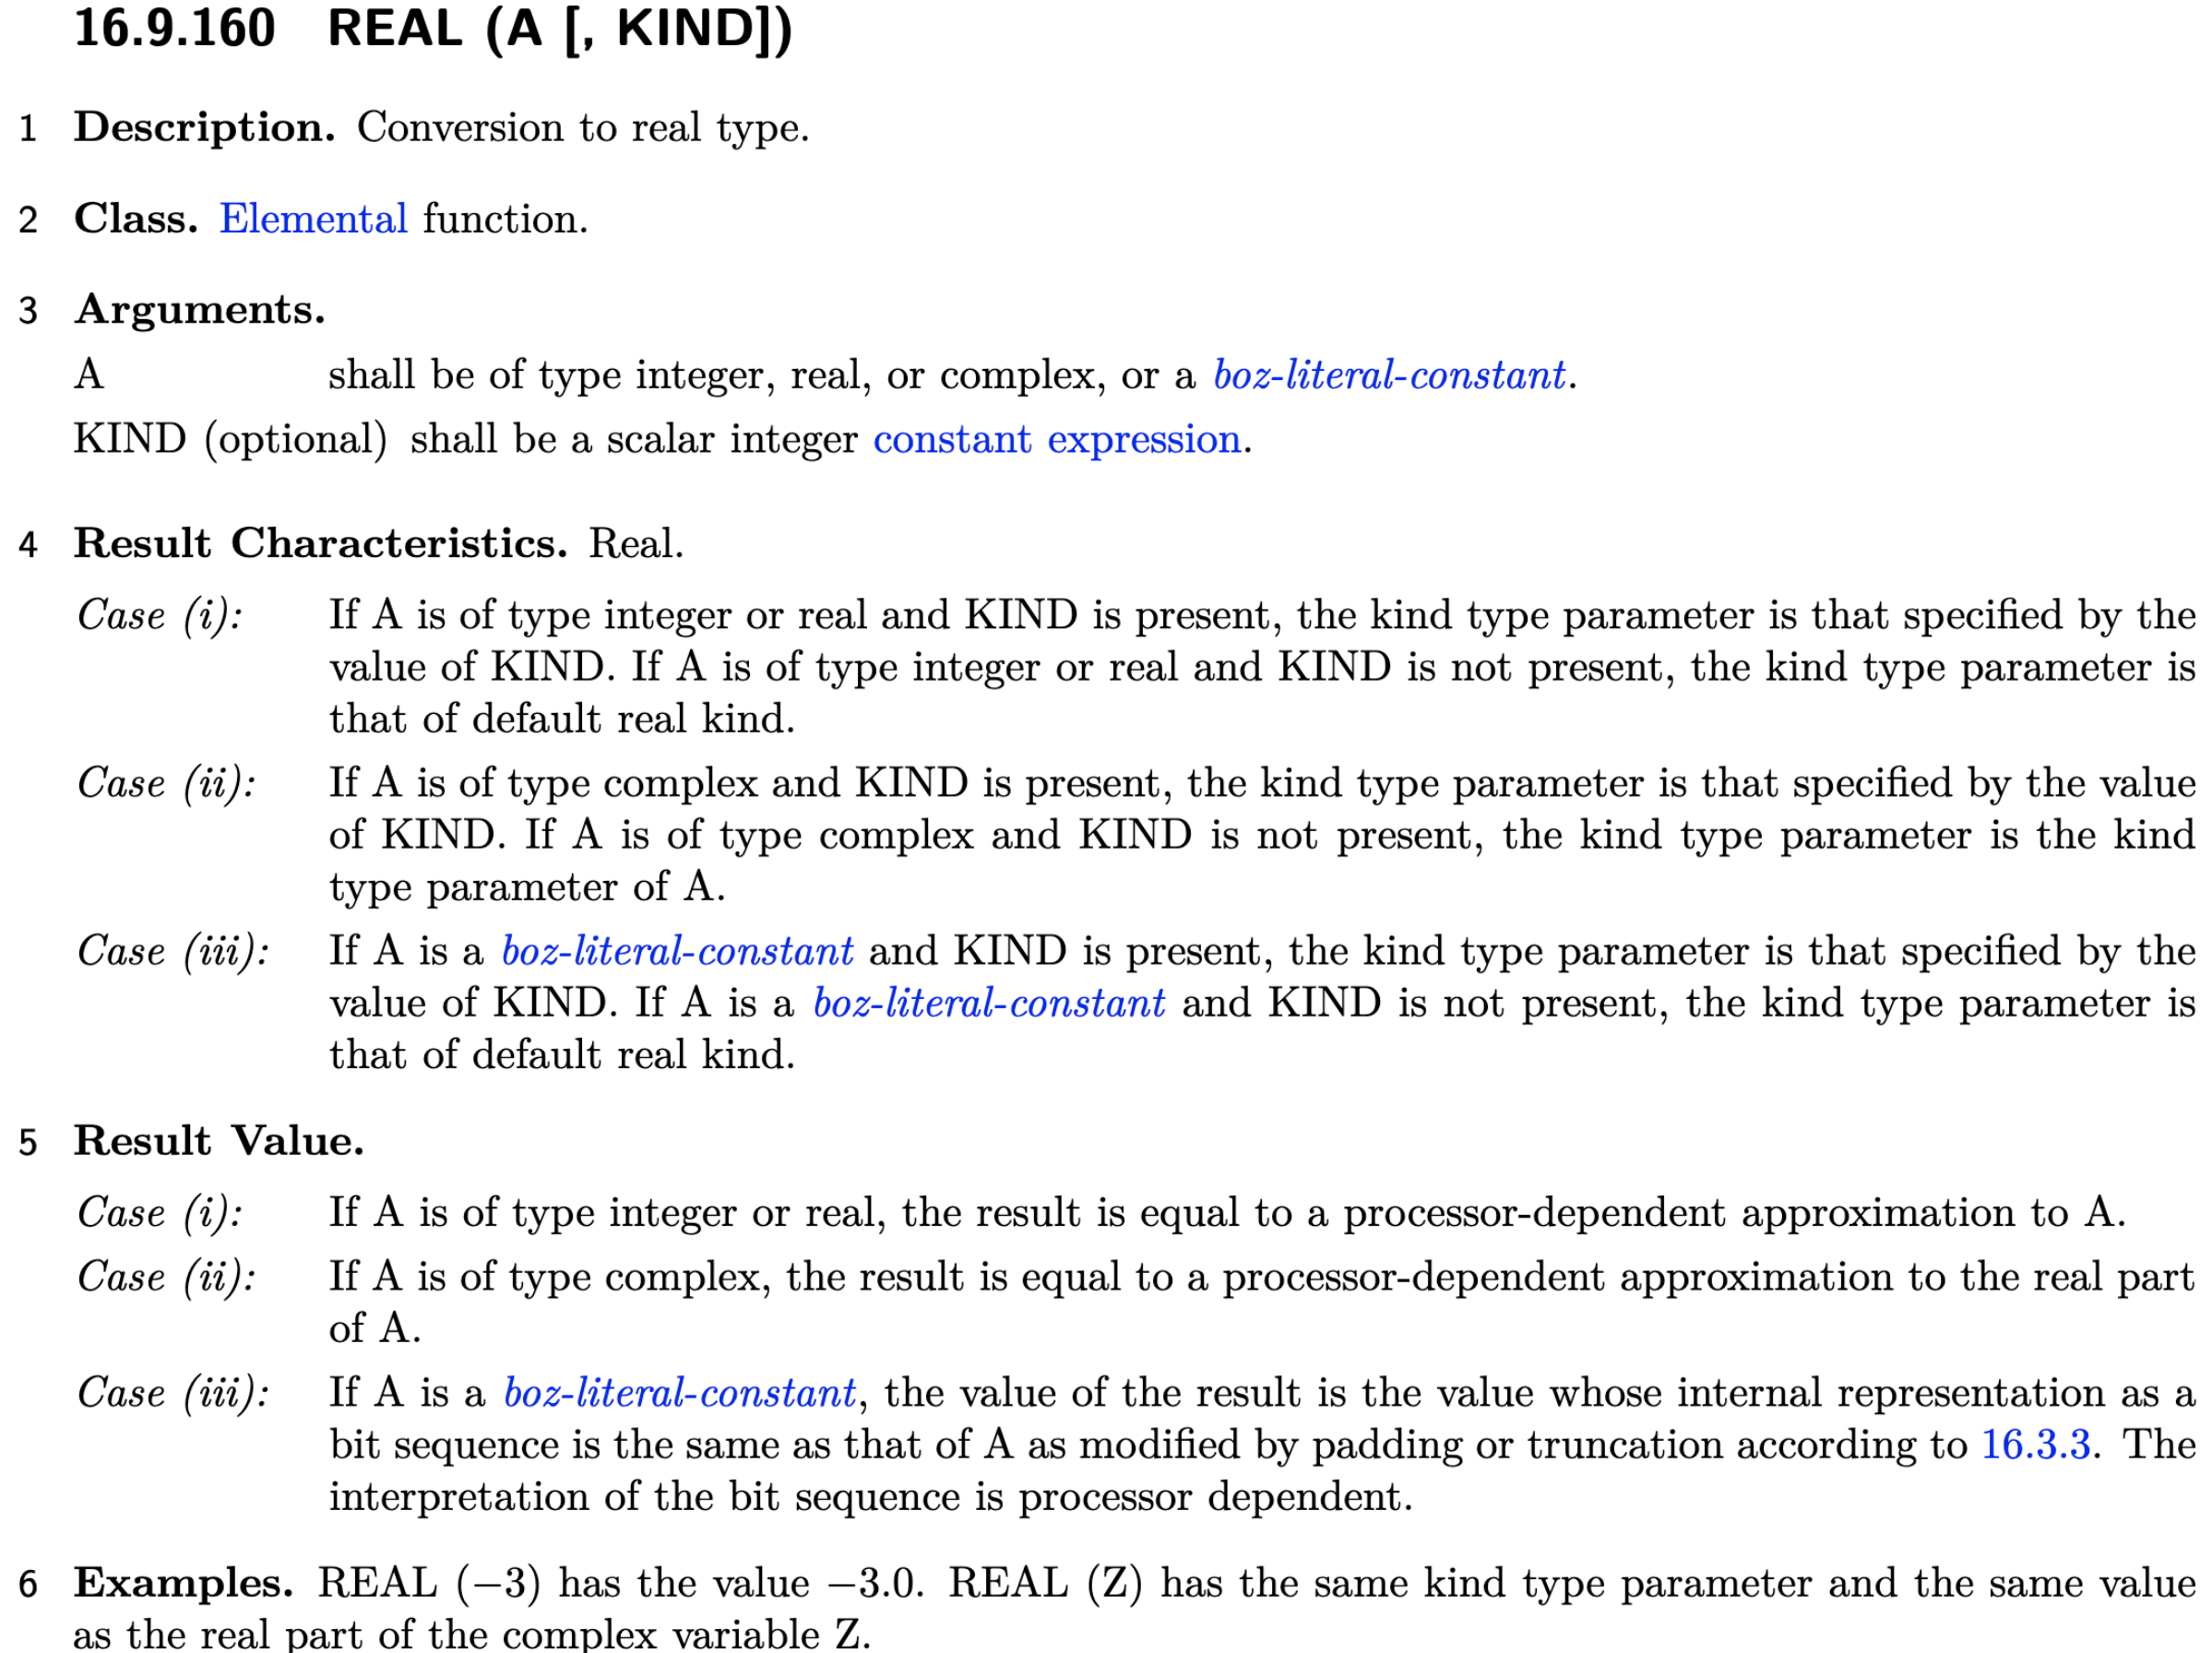 16.9.160 REAL (A [, KIND])
1 Description. Conversion to real type.
2 Class. Elemental function.
3 Arguments.
A shall be of type integer, real, or complex, or a boz-literal-constant.
KIND (optional) shall be a scalar integer constant expression.
4 Result Characteristics. Real.
Case (i): If A is of type integer or real and KIND is present, the kind type parameter is that specified by the
value of KIND. If A is of type integer or real and KIND is not present, the kind type parameter is
that of default real kind.
Case (ii): If A is of type complex and KIND is present, the kind type parameter is that specified by the value
of KIND. If A is of type complex and KIND is not present, the kind type parameter is the kind
type parameter of A.
Case (iii): If A is a boz-literal-constant and KIND is present, the kind type parameter is that specified by the
value of KIND. If A is a boz-literal-constant and KIND is not present, the kind type parameter is
that of default real kind.
5 Result Value.
Case (i): If A is of type integer or real, the result is equal to a processor-dependent approximation to A.
Case (ii): If A is of type complex, the result is equal to a processor-dependent approximation to the real part
of A.
Case (iii): If A is a boz-literal-constant, the value of the result is the value whose internal representation as a
bit sequence is the same as that of A as modified by padding or truncation according to 16.3.3. The
interpretation of the bit sequence is processor dependent.
6 Examples. REAL (−3) has the value −3.0. REAL (Z) has the same kind type parameter and the same value
as the real part of the complex variable Z.